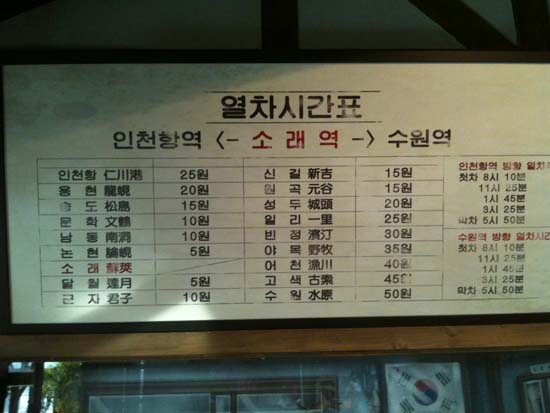 열차시간표
인천항역 <- 소래역 -> 수원역
인천항 仁川港 25원 신길 新吉 15원
용현 龍峴 20원 원곡 元谷 15원
송도 松島 15원 성두 城頭 20원
문학 文鶴 10원 일리 一里 25원
남동 南洞 10원 빈정 濱汀 30원
논현 論峴 5원 야목 野牧 35원
소래 蘇萊 어천 漁川 40원
달월 達月 5원 고색 古索 45원
군자 君子 10원 수원 水原 50원
인천항역 방향 열차시간
첫차 8시 10분
11시 25분
1시 45분
3시 25분
막차 5시 50분
수원역 방향 열차시
첫차 8시 10분
11시 25분
1시 45분
3시 25분
막차 5시 50분